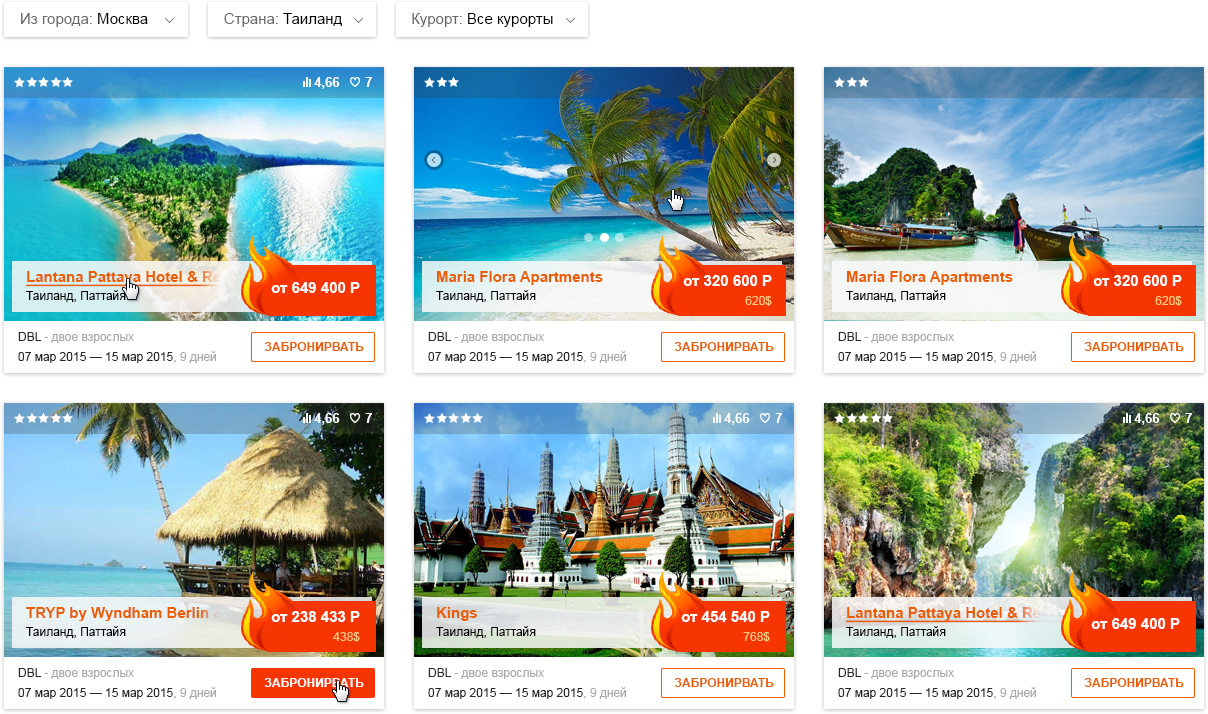 Из города: Москва
Страна: Таиланд
Курорт: Все курорты
4,66 7
Lantana Pattaya Hotel & Re
Таиланд, Паттайя
от 649 400 Р
DBL - двое взрослых
07 мар 2015 — 15 мар 2015, 9 дней
ЗАБРОНИРВАТЬ
Maria Flora Apartments
Таиланд, Паттайя
от 320 600 Р
620$
DBL - двое взрослых
07 мар 2015 — 15 мар 2015, 9 дней
ЗАБРОНИРВАТЬ
Maria Flora Apartments
Таиланд, Паттайя
от 320 600 Р
620$
DBL - двое взрослых
07 мар 2015 — 15 мар 2015, 9 дней
ЗАБРОНИРВАТЬ
4,66 7
TRYP by Wyndham Berlin
Таиланд, Паттайя
от 238 433 Р
438$
DBL - двое взрослых
07 мар 2015 — 15 мар 2015, 9 дней
ЗАБРОНИРВАТЬ
4,66 7
Kings
Таиланд, Паттайя
от 454 540 Р
768$
DBL - двое взрослых
07 мар 2015 — 15 мар 2015, 9 дней
ЗАБРОНИРВАТЬ
4,66 7
Lantana Pattaya Hotel & Re
Таиланд, Паттайя
от 649 400 Р
DBL - двое взрослых
07 мар 2015 — 15 мар 2015, 9 дней
ЗАБРОНИРВАТЬ